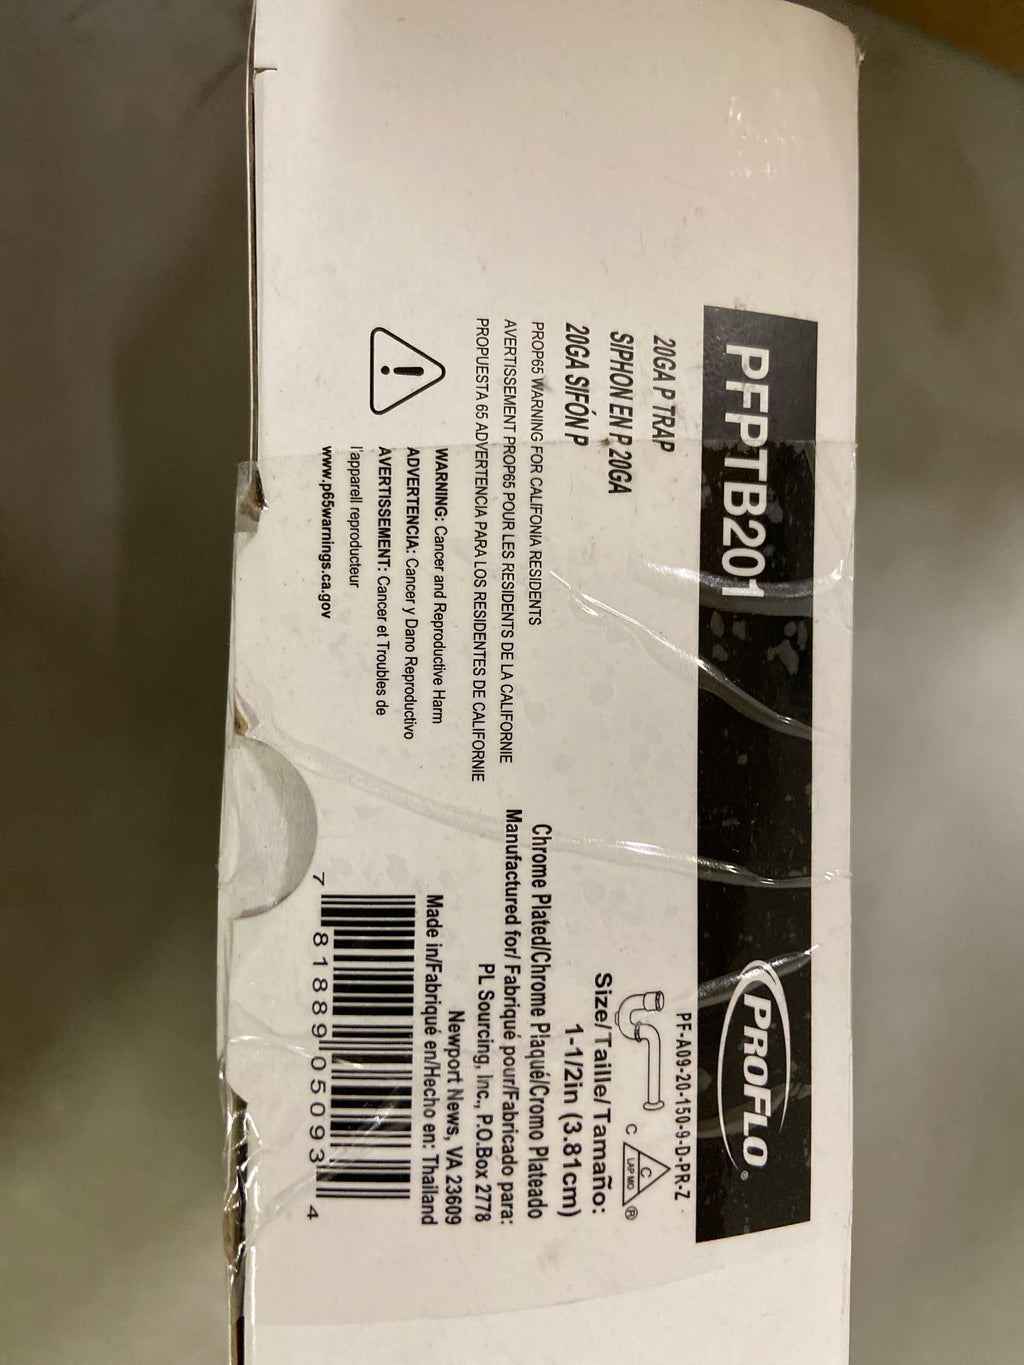 PFPTB201
PROFLO®
20GA P TRAP
SIPHON EN P 20GA
20GA SIFÓN P
PROP65 WARNING FOR CALIFONIA RESIDENTS
AVERTISSEMENT PROP65 POUR LES RESIDENTS DE LA CALIFORNIE
PROPUESTA 65 ADVERTENCIA PARA LOS RESIDENTES DE CALIFORNIE
WARNING: Cancer and Reproductive Harm
ADVERTENCIA: Cancer y Dano Reproductivo
AVERTISSEMENT: Cancer et Troubles de
l'apparell reproducteur
www.p65warnings.ca.gov
PF-A09-20-150-9-D-PR-Z
C
C
®
Size/Taille/Tamaño:
1-1/2in (3.81cm)
Chrome Plated/Chrome Plaqué/Cromo Plateado
Manufactured for/ Fabriqué pour/Fabricado para:
PL Sourcing, Inc., P.O.Box 2778
Newport News, VA 23609
Made in/Fabriqué en/Hecho en: Thailand
7 81889 05093 4